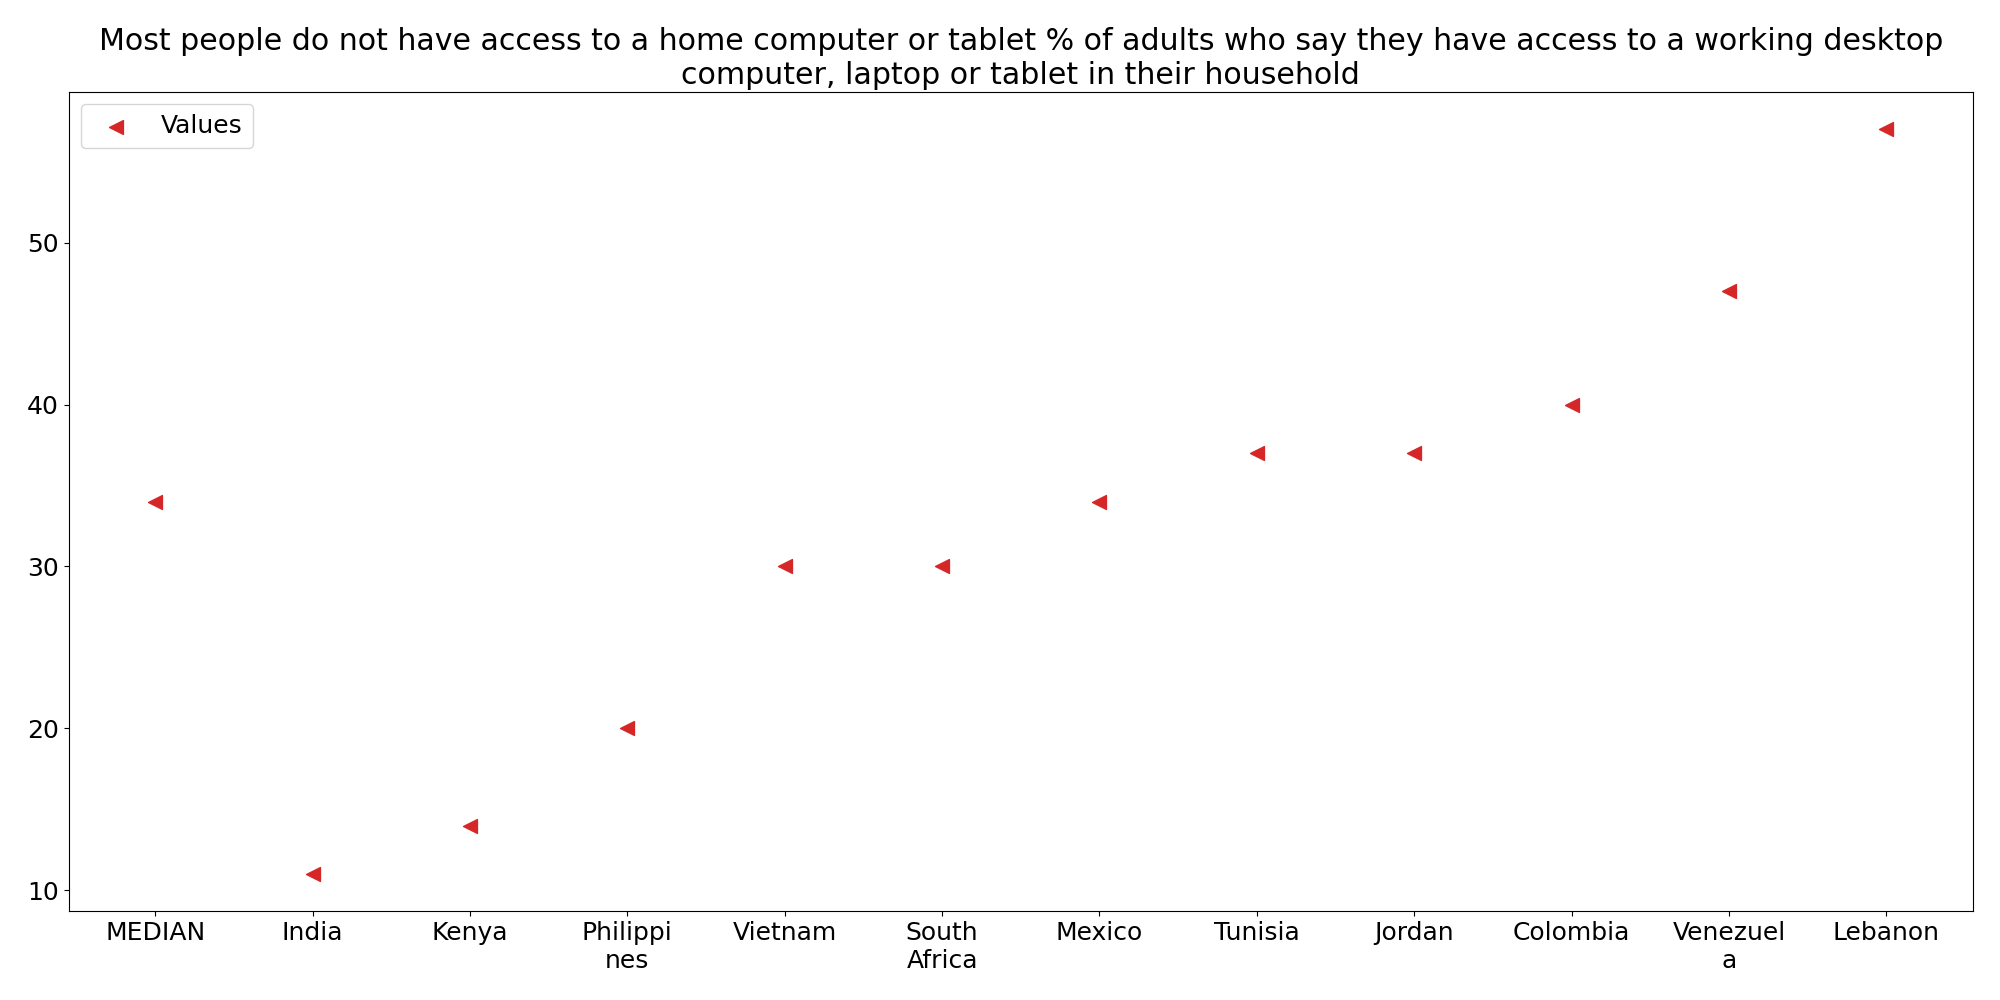 Most people do not have access to a home computer or tablet % of adults who say they have access to a working desktop
computer, laptop or tablet in their household
Values
50
40
30
20
10
MEDIAN India Kenya Philippi Vietnam South Mexico Tunisia Jordan Colombia Venezuel Lebanon
nes Africa a